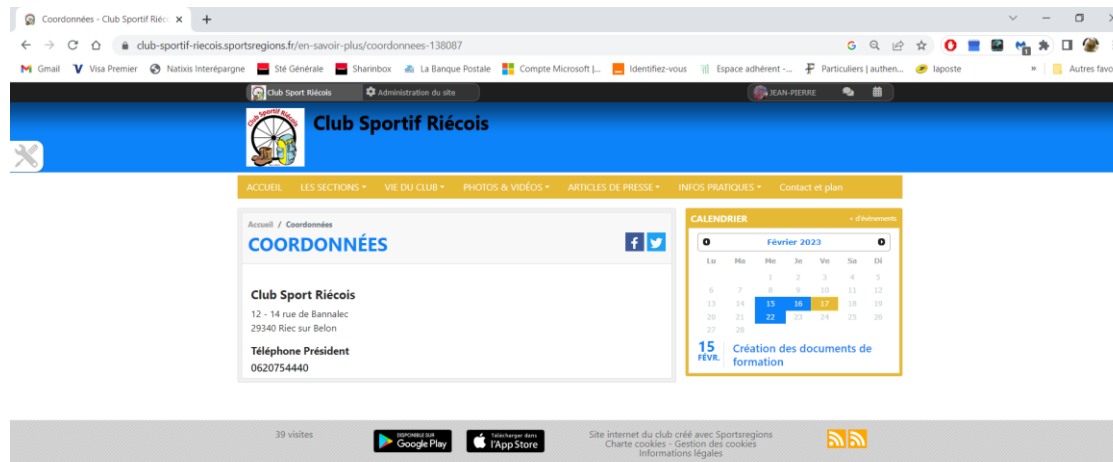 Coordonnées - Club Sportif Riéc
club-sportif-riecois.sportsregions.fr/en-savoir-plus/coordonnees-138087
Gmail Visa Premier Natixis Interépargne Sté Générale Sharinbox La Banque Postale Compte Microsoft |... Identifiez-vous Espace adhérent -... Particuliers | authen... laposte » Autres favo
Club Sport Riécois Administration du site JEAN-PIERRE
Club Sportif Riécois
ACCUEIL LES SECTIONS VIE DU CLUB PHOTOS & VIDÉOS ARTICLES DE PRESSE INFOS PRATIQUES Contact et plan
Accueil / Coordonnées
COORDONNÉES
Club Sport Riécois
12 - 14 rue de Bannalec
29340 Riec sur Belon
Téléphone Président
0620754440
CALENDRIER + d'évènements
Février 2023
Lu Ma Me Je Ve Sa Di
1 2 3 4 5
6 7 8 9 10 11 12
13 14 15 16 17 18 19
20 21 22 23 24 25 26
27 28
15 FÉVR.
Création des documents de
formation
39 visites
DISPONIBLE SUR
Google Play
Télécharger dans
l'App Store
Site internet du club créé avec Sportsregions
Charte cookies - Gestion des cookies
Informations légales